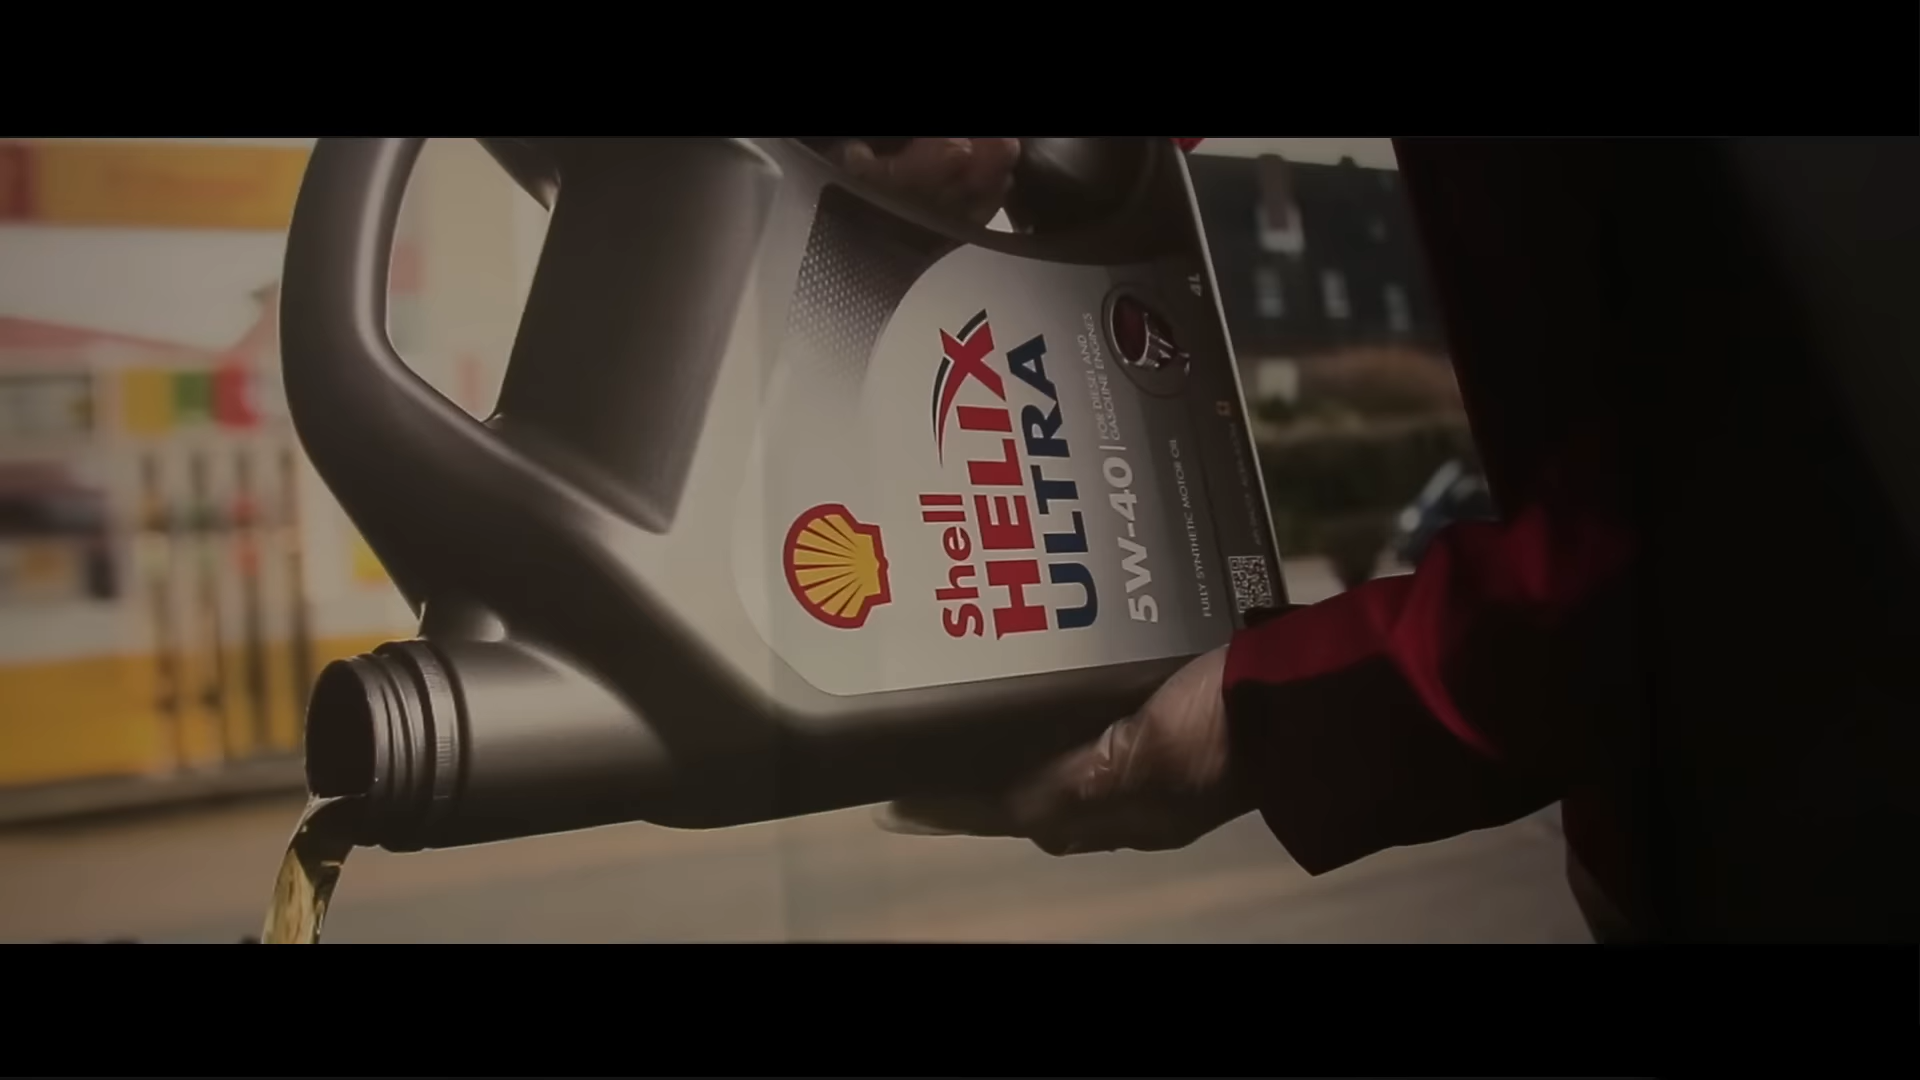 Shell
HELIX
ULTRA
5W-40
FOR DIESEL AND
GASOLINE ENGINES
FULLY SYNTHETIC MOTOR OIL
4L